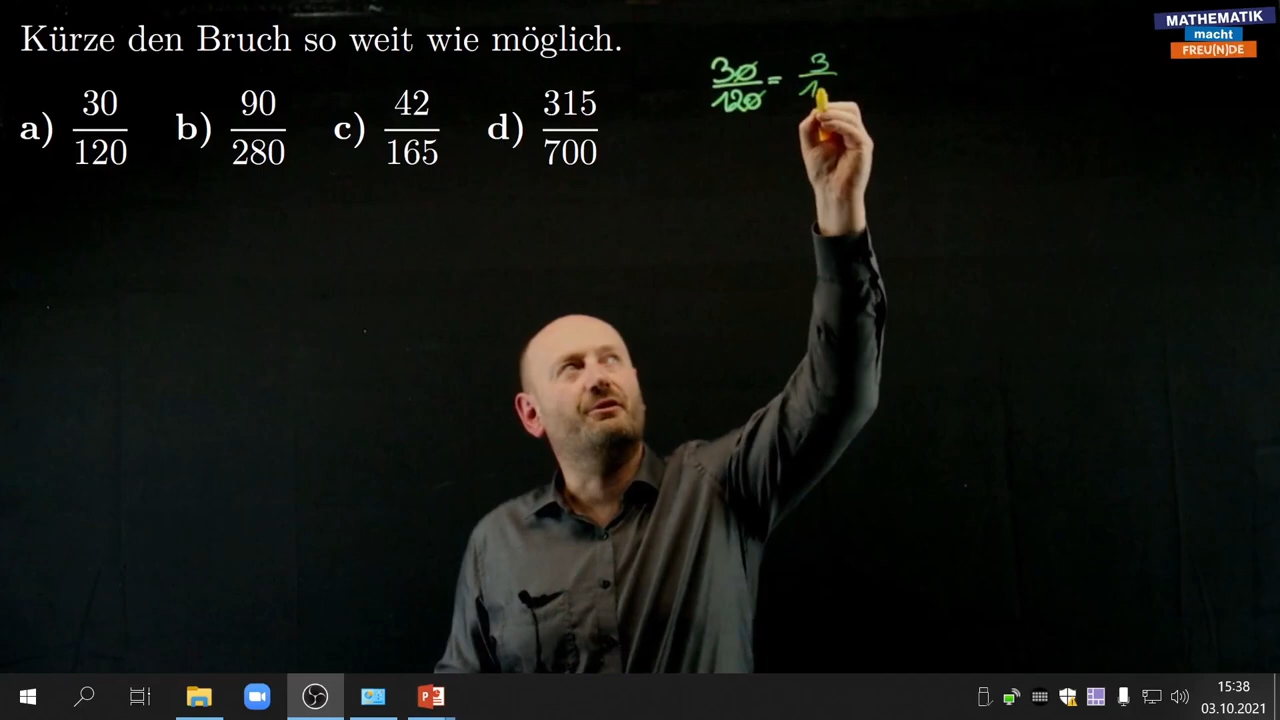 Kürze den Bruch so weit wie möglich.
a) 30/120 b) 90/280 c) 42/165 d) 315/700
30/120 = 3/1
MATHEMATIK
macht
FREU(N)DE
15:38
03.10.2021